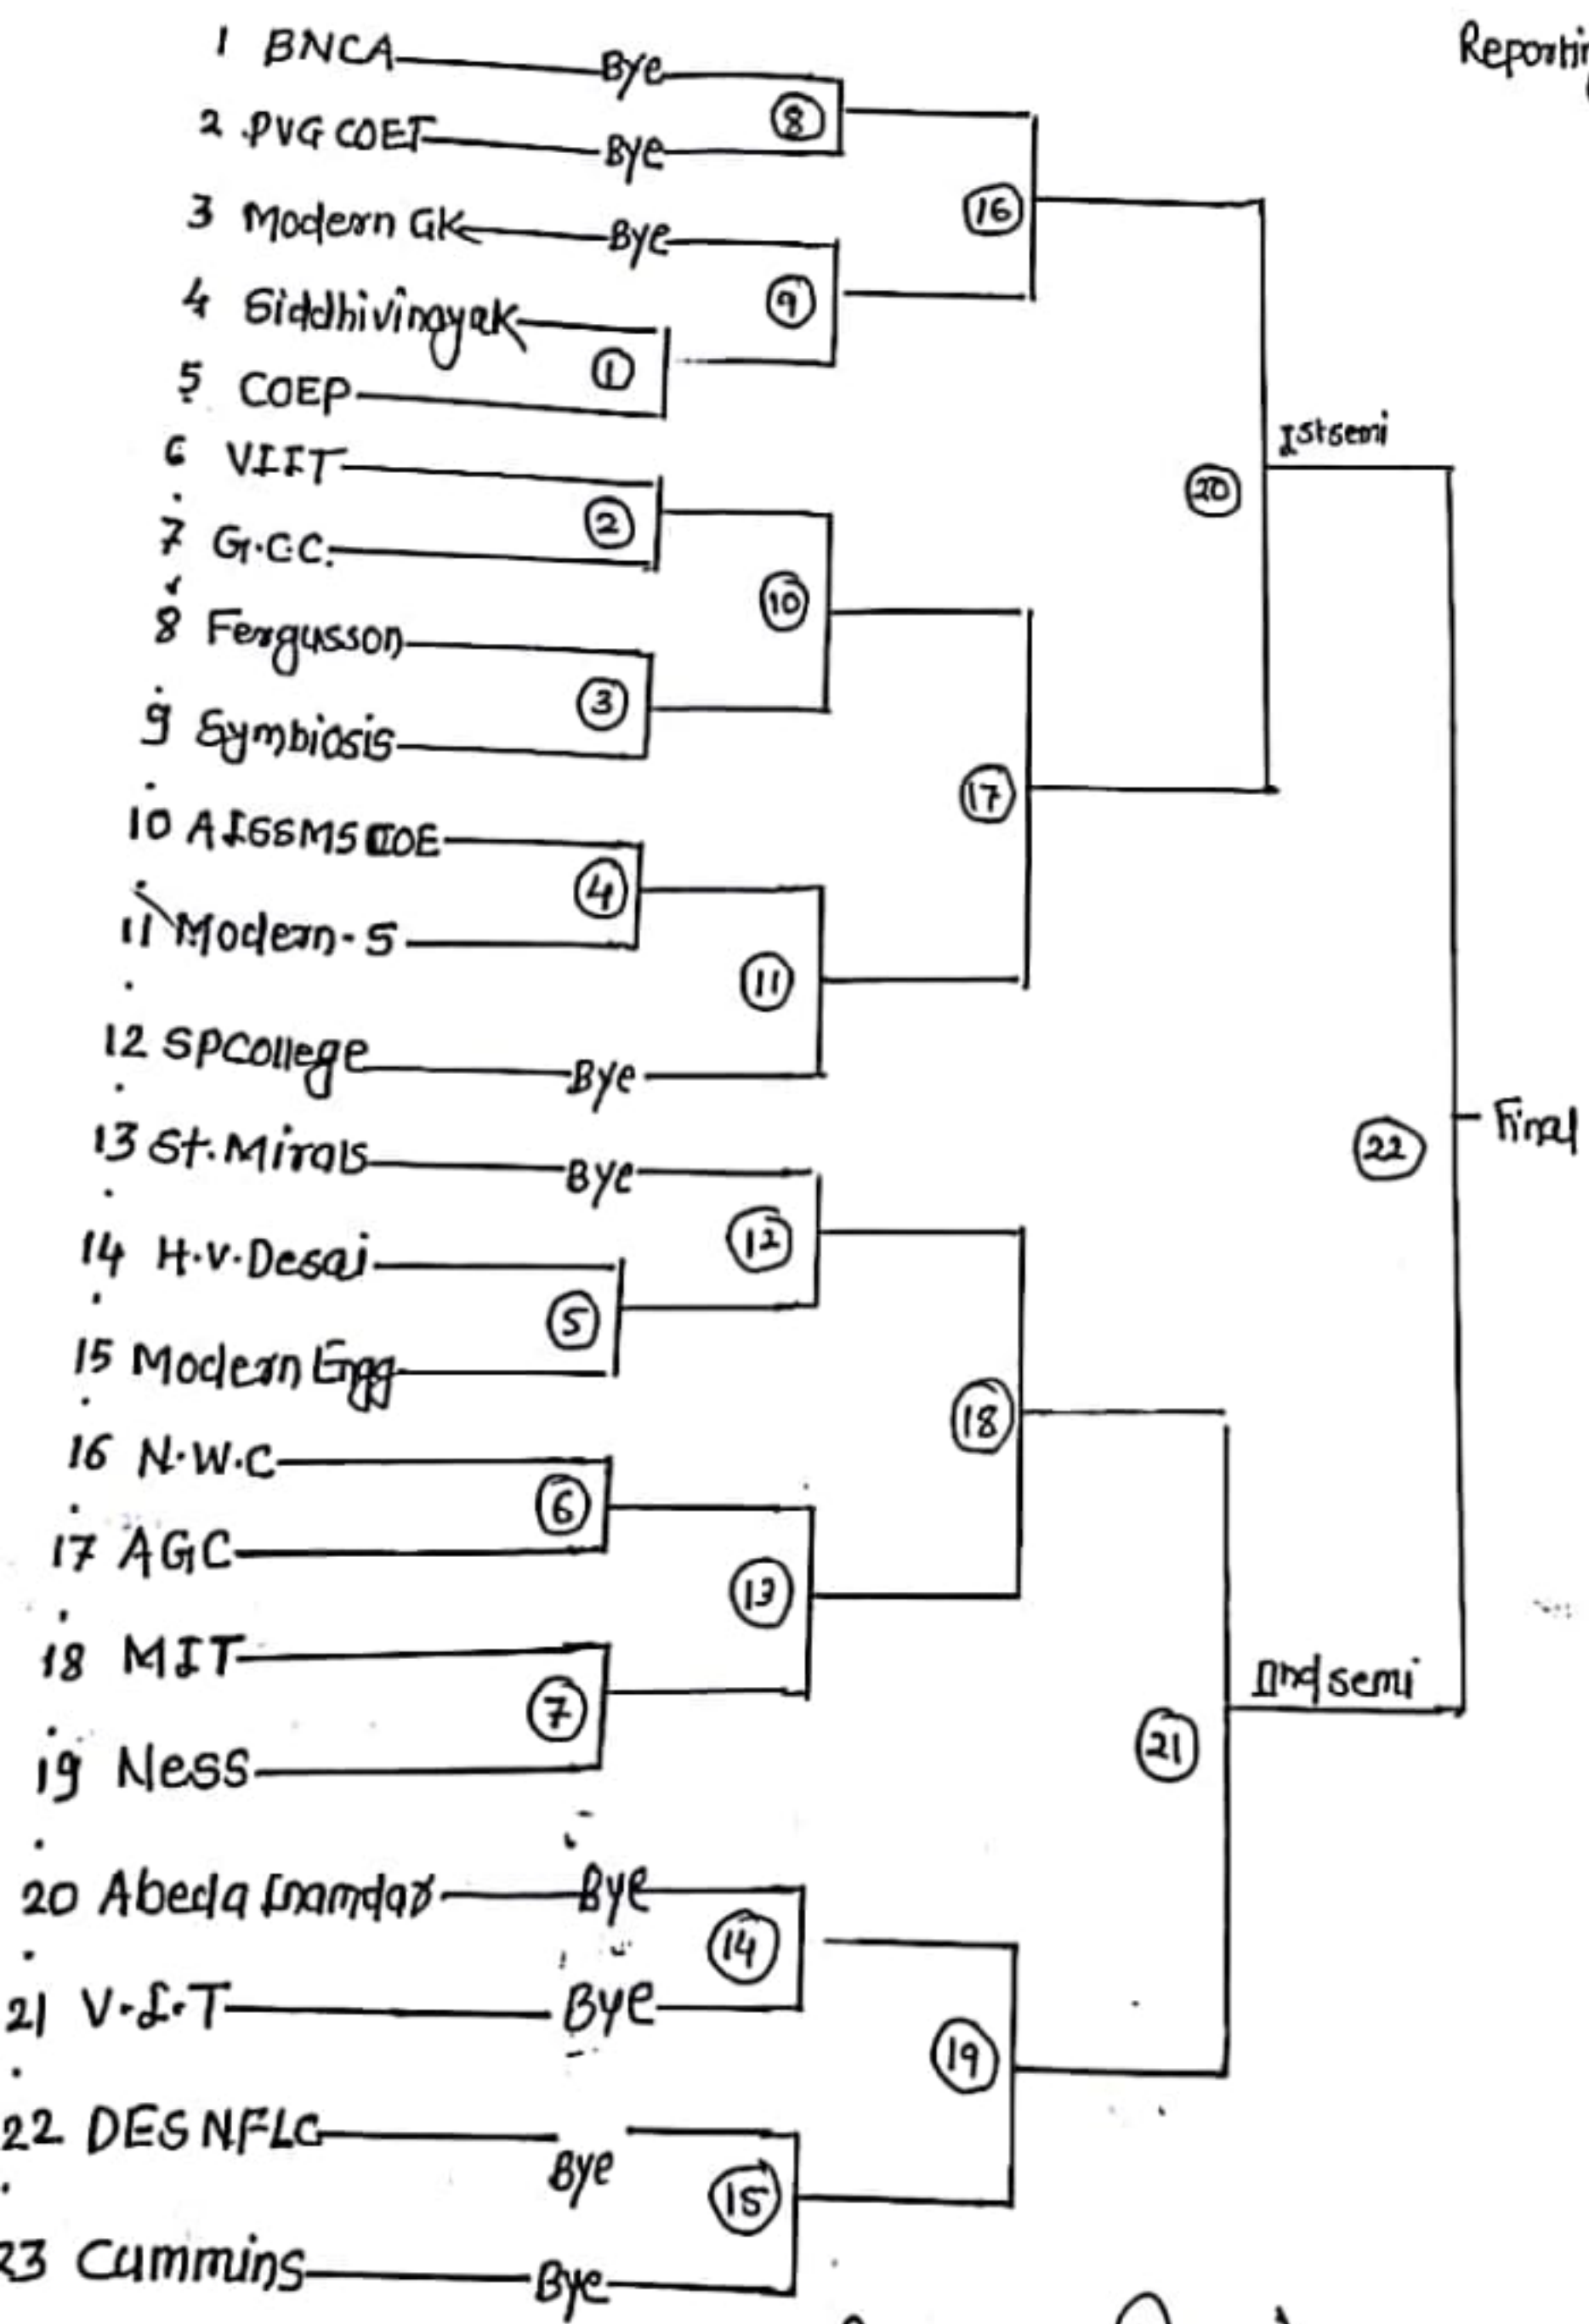 Reporti
1 BNCA Bye
8
2 PVG COET Bye
3 Modern GK Bye
16
9
4 Siddhivinayak
1
5 COEP
Ist semi
6 VIIT
20
2
7 G.C.C.
10
8 Fergusson
3
9 Symbiosis
17
10 AISSMS COE
4
11 Modern-S
11
12 SPCollege Bye
Final
22
13 St. Mirals Bye
12
14 H.V. Desai
5
15 Modern Engg
18
16 N.W.C
6
17 AGC
13
18 MIT
IInd semi
7
21
19 Ness
20 Abeda Inamdar Bye
14
21 V.I.T Bye
19
22 DES NFLC Bye
15
23 Cummins Bye